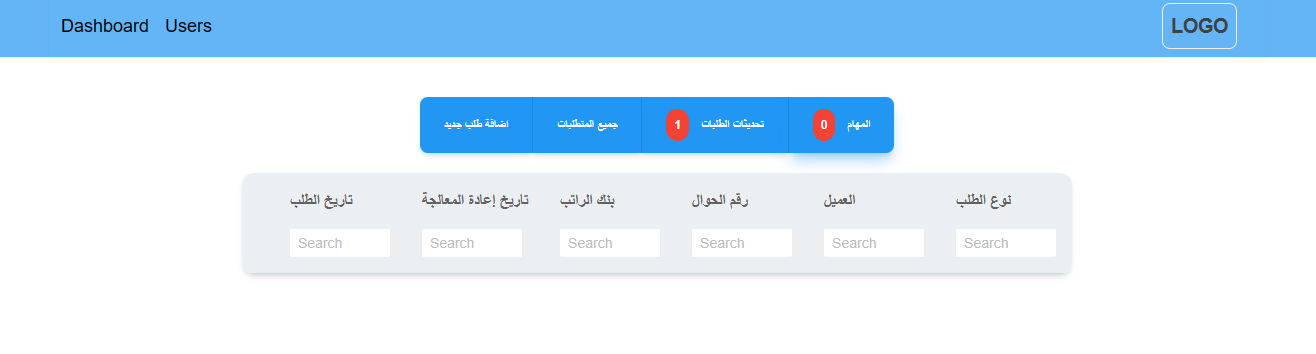 Dashboard Users LOGO
المهام 0 تحديثات الطلبات 1 جميع المتطلبات اضافة طلب جديد
نوع الطلب العميل رقم الحوال بنك الراتب تاريخ إعادة المعالجة تاريخ الطلب
Search Search Search Search Search Search